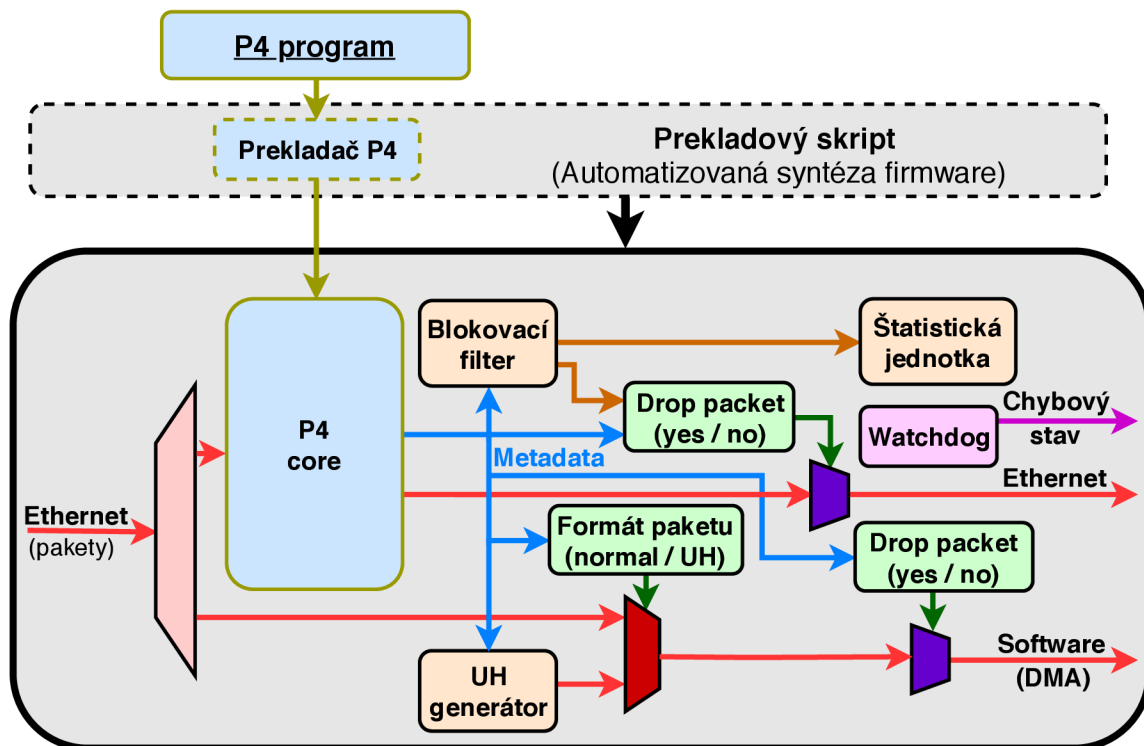 P4 program
Prekladač P4
Prekladový skript
(Automatizovaná syntéza firmware)
Blokovací
filter
Štatistická
jednotka
P4
core
Drop packet
(yes / no)
Chybový
stav
Watchdog
Metadata
Ethernet
Ethernet
(pakety)
Formát paketu
(normal / UH)
Drop packet
(yes / no)
UH
generátor
Software
(DMA)